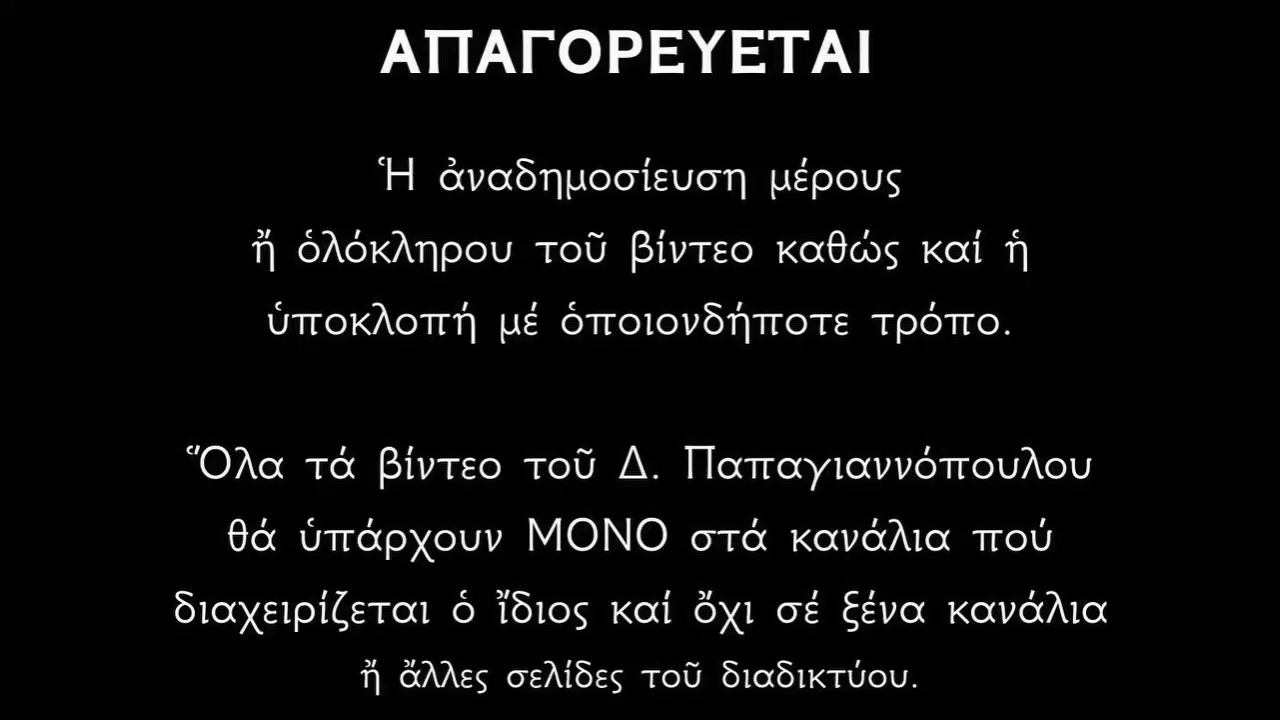 ΑΠΑΓΟΡΕΥΕΤΑΙ
Ἡ ἀναδημοσίευση μέρους
ἤ ὁλόκληρου τοῦ βίντεο καθώς καί ἡ
ὑποκλοπή μέ ὁποιονδήποτε τρόπο.
Ὅλα τά βίντεο τοῦ Δ. Παπαγιαννόπουλου
θά ὑπάρχουν ΜΟΝΟ στά κανάλια πού
διαχειρίζεται ὁ ἴδιος καί ὄχι σέ ξένα κανάλια
ἤ ἄλλες σελίδες τοῦ διαδικτύου.